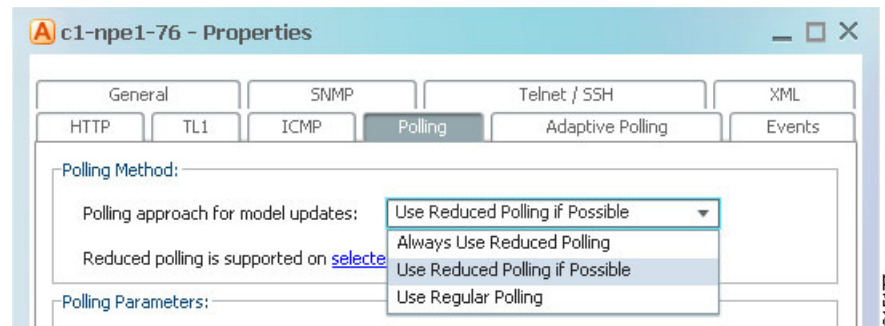 A c1-npe1-76 - Properties
General SNMP Telnet / SSH XML
HTTP TL1 ICMP Polling Adaptive Polling Events
Polling Method:
Polling approach for model updates: Use Reduced Polling if Possible
Always Use Reduced Polling
Reduced polling is supported on selecte
Use Reduced Polling if Possible
Use Regular Polling
Polling Parameters: